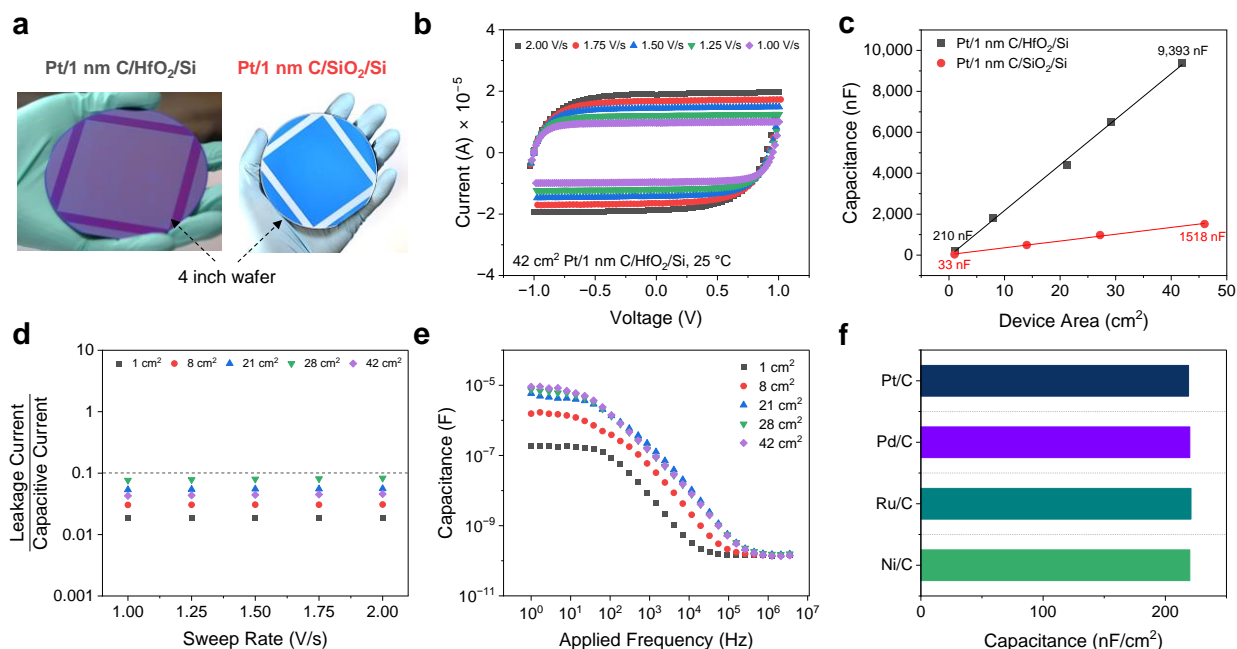 a
Pt/1 nm C/HfO₂/Si
Pt/1 nm C/SiO₂/Si
4 inch wafer
b
2.00 V/s 1.75 V/s 1.50 V/s 1.25 V/s 1.00 V/s
4
2
0
−2
−4
Current (A) × 10⁻⁵
42 cm² Pt/1 nm C/HfO₂/Si, 25 °C
−1.0 −0.5 0.0 0.5 1.0
Voltage (V)
c
Pt/1 nm C/HfO₂/Si
Pt/1 nm C/SiO₂/Si
9,393 nF
210 nF
33 nF
1518 nF
10,000
8,000
6,000
4,000
2,000
0
Capacitance (nF)
0 10 20 30 40 50
Device Area (cm²)
d
1 cm² 8 cm² 21 cm² 28 cm² 42 cm²
10
1
0.1
0.01
0.001
Leakage Current
Capacitive Current
1.00 1.25 1.50 1.75 2.00
Sweep Rate (V/s)
e
1 cm²
8 cm²
21 cm²
28 cm²
42 cm²
10⁻⁵
10⁻⁷
10⁻⁹
10⁻¹¹
Capacitance (F)
10⁰ 10¹ 10² 10³ 10⁴ 10⁵ 10⁶ 10⁷
Applied Frequency (Hz)
f
Pt/C
Pd/C
Ru/C
Ni/C
0 100 200
Capacitance (nF/cm²)